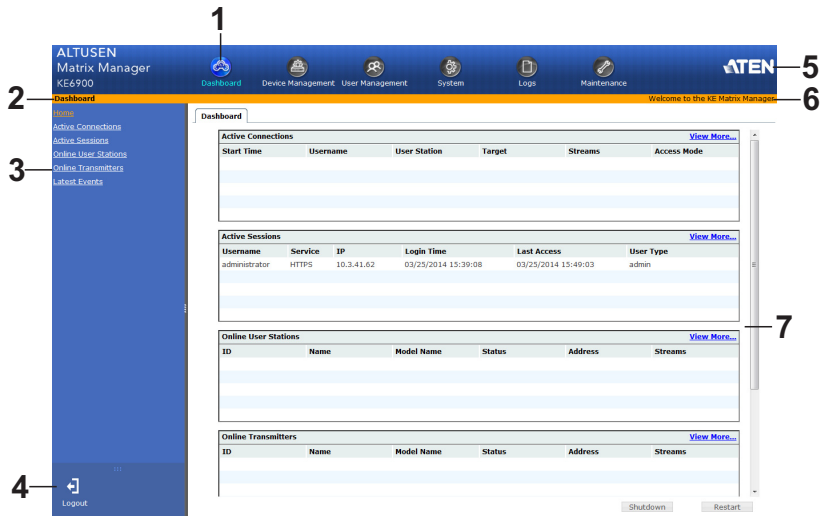 1
ALTUSEN
Matrix Manager
KE6900
Dashboard
Device Management
User Management
System
Logs
Maintenance
ATEN
5
2
Dashboard
Welcome to the KE Matrix Manager
6
3
Home
Active Connections
Active Sessions
Online User Stations
Online Transmitters
Latest Events
Dashboard
Active Connections View More...
Start Time Username User Station Target Streams Access Mode
Active Sessions View More...
Username Service IP Login Time Last Access User Type
administrator HTTPS 10.3.41.62 03/25/2014 15:39:08 03/25/2014 15:49:03 admin
7
Online User Stations View More...
ID Name Model Name Status Address Streams
Online Transmitters View More...
ID Name Model Name Status Address Streams
4
Logout
Shutdown Restart